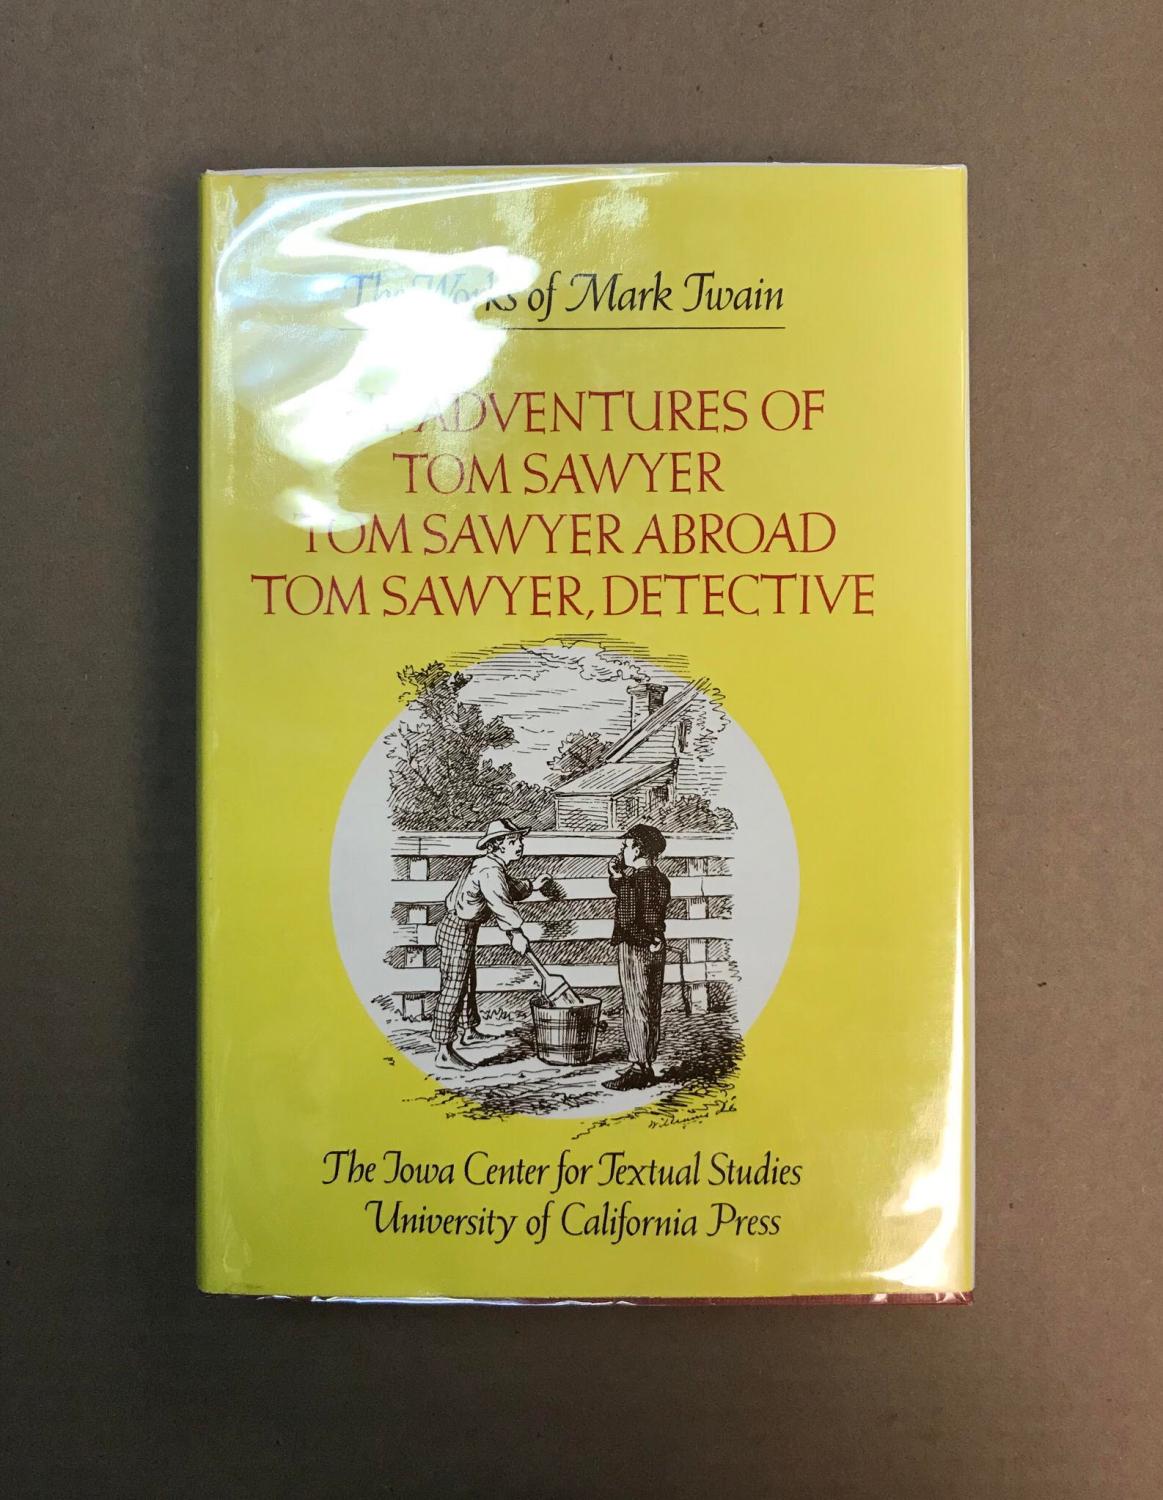 The Works of Mark Twain
THE ADVENTURES OF
TOM SAWYER
TOM SAWYER ABROAD
TOM SAWYER, DETECTIVE
The Iowa Center for Textual Studies
University of California Press